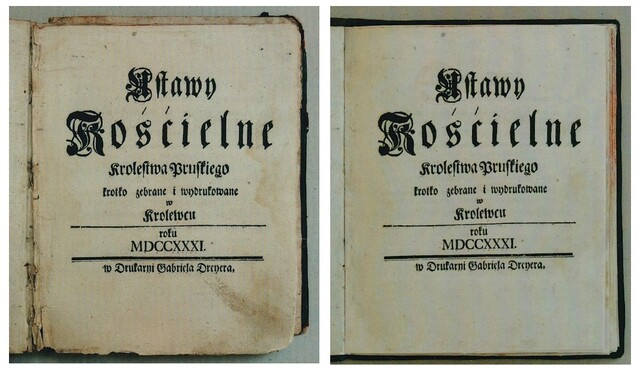 Ustawy
Kościelne
Krolestwa Pruskiego
krotko zebrane i wydrukowane
w
Krolewcu
roku
MDCCXXXI.
w Drukarni Gabriela Dreyera.
Ustawy
Kościelne
Krolestwa Pruskiego
krotko zebrane i wydrukowane
w
Krolewcu
roku
MDCCXXXI.
w Drukarni Gabriela Dreyera.